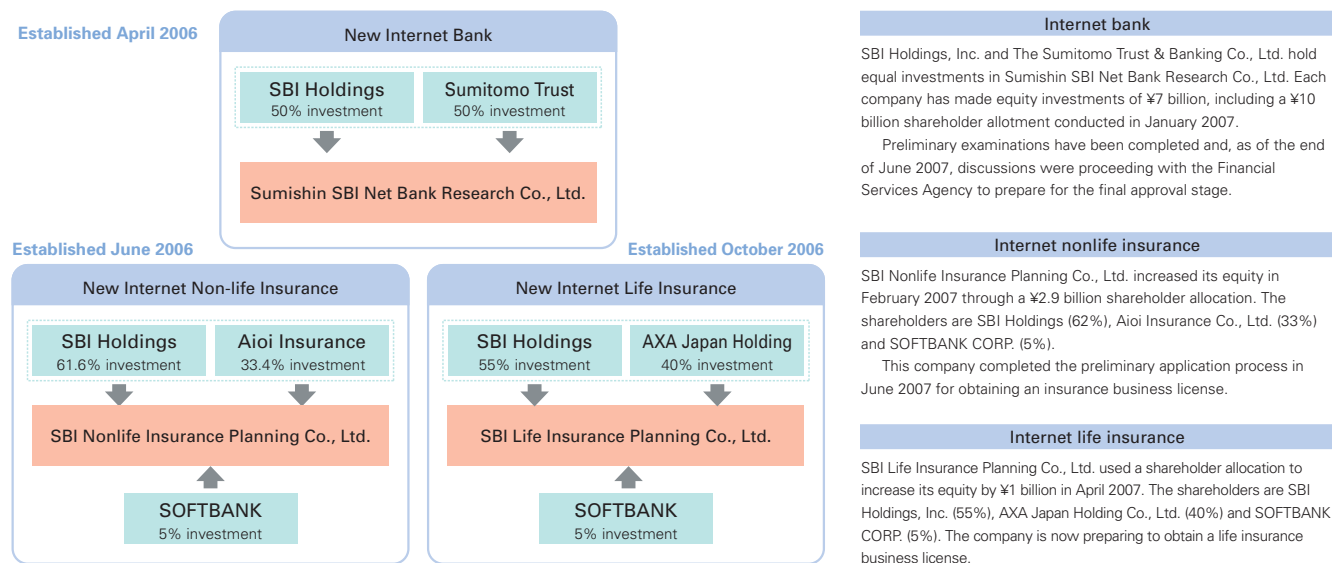 Established April 2006
New Internet Bank
SBI Holdings
50% investment
Sumitomo Trust
50% investment
Sumishin SBI Net Bank Research Co., Ltd.
Established June 2006
New Internet Non-life Insurance
SBI Holdings
61.6% investment
Aioi Insurance
33.4% investment
SBI Nonlife Insurance Planning Co., Ltd.
SOFTBANK
5% investment
Established October 2006
New Internet Life Insurance
SBI Holdings
55% investment
AXA Japan Holding
40% investment
SBI Life Insurance Planning Co., Ltd.
SOFTBANK
5% investment
Internet bank
SBI Holdings, Inc. and The Sumitomo Trust & Banking Co., Ltd. hold
equal investments in Sumishin SBI Net Bank Research Co., Ltd. Each
company has made equity investments of ¥7 billion, including a ¥10
billion shareholder allotment conducted in January 2007.
Preliminary examinations have been completed and, as of the end
of June 2007, discussions were proceeding with the Financial
Services Agency to prepare for the final approval stage.
Internet nonlife insurance
SBI Nonlife Insurance Planning Co., Ltd. increased its equity in
February 2007 through a ¥2.9 billion shareholder allocation. The
shareholders are SBI Holdings (62%), Aioi Insurance Co., Ltd. (33%)
and SOFTBANK CORP. (5%).
This company completed the preliminary application process in
June 2007 for obtaining an insurance business license.
Internet life insurance
SBI Life Insurance Planning Co., Ltd. used a shareholder allocation to
increase its equity by ¥1 billion in April 2007. The shareholders are SBI
Holdings, Inc. (55%), AXA Japan Holding Co., Ltd. (40%) and SOFTBANK
CORP. (5%). The company is now preparing to obtain a life insurance
business license.